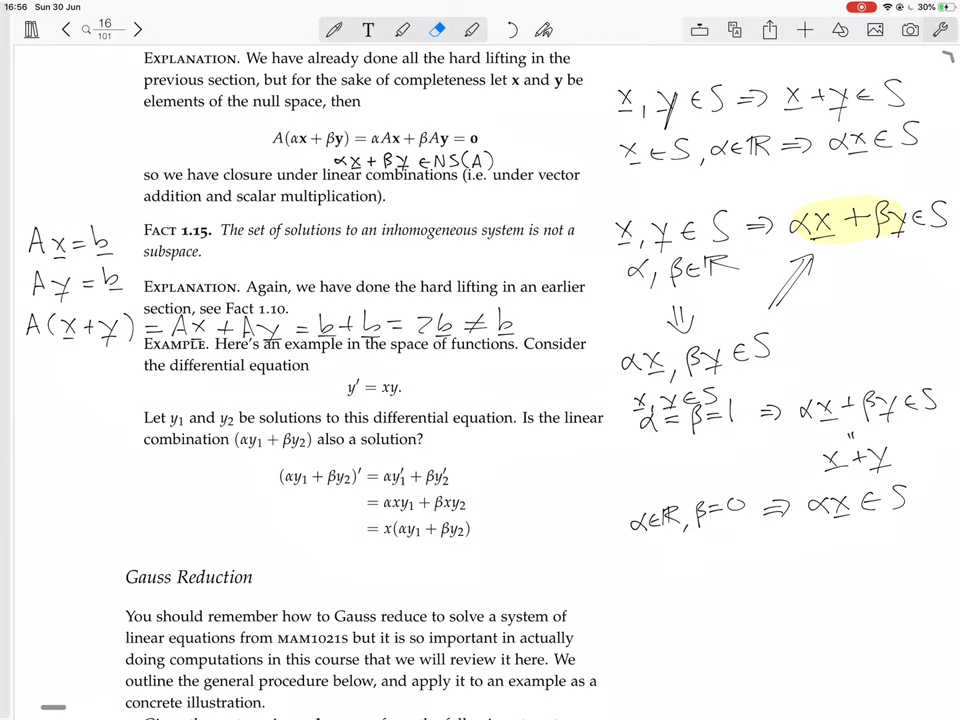 16:56 Sun 30 Jun
30%
16
101
T
EXPLANATION. We have already done all the hard lifting in the
previous section, but for the sake of completeness let x and y be
elements of the null space, then
A(αx + βy) = αAx + βAy = 0
αx + βy ∈ NS(A)
so we have closure under linear combinations (i.e. under vector
addition and scalar multiplication).
FACT 1.15. The set of solutions to an inhomogeneous system is not a
subspace.
EXPLANATION. Again, we have done the hard lifting in an earlier
section, see Fact 1.10.
Ax = b
Ay = b
A(x + y) = Ax + Ay = b + b = 2b ≠ b
EXAMPLE. Here's an example in the space of functions. Consider
the differential equation
y′ = xy.
Let y₁ and y₂ be solutions to this differential equation. Is the linear
combination (αy₁ + βy₂) also a solution?
(αy₁ + βy₂)′ = αy₁′ + βy₂′
= αxy₁ + βxy₂
= x(αy₁ + βy₂)
Gauss Reduction
You should remember how to Gauss reduce to solve a system of
linear equations from MAM1021S but it is so important in actually
doing computations in this course that we will review it here. We
outline the general procedure below, and apply it to an example as a
concrete illustration.
x, y ∈ S ⇒ x + y ∈ S
x ∈ S, α ∈ ℝ ⇒ αx ∈ S
x, y ∈ S ⇒ αx + βy ∈ S
α, β ∈ ℝ
⇓
αx, βy ∈ S
x, y ∈ S
α = β = 1 ⇒ αx + βy ∈ S
"
x + y
α ∈ ℝ, β = 0 ⇒ αx ∈ S